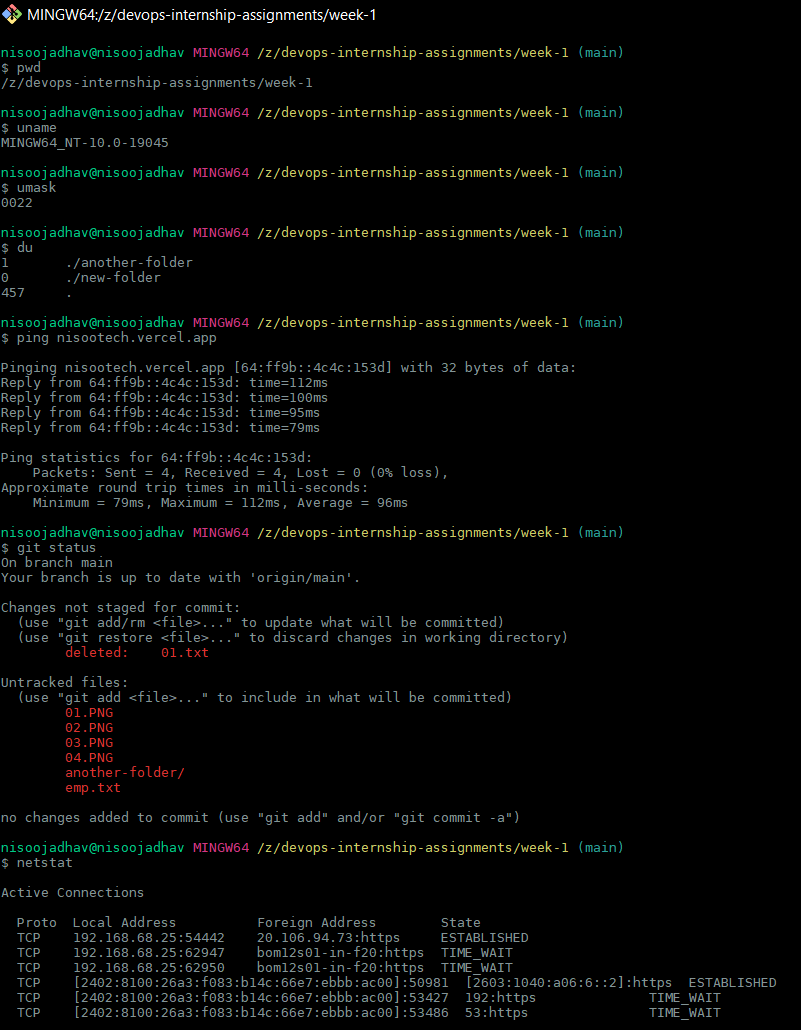 MINGW64:/z/devops-internship-assignments/week-1
nisoojadhav@nisoojadhav MINGW64 /z/devops-internship-assignments/week-1 (main)
$ pwd
/z/devops-internship-assignments/week-1
nisoojadhav@nisoojadhav MINGW64 /z/devops-internship-assignments/week-1 (main)
$ uname
MINGW64_NT-10.0-19045
nisoojadhav@nisoojadhav MINGW64 /z/devops-internship-assignments/week-1 (main)
$ umask
0022
nisoojadhav@nisoojadhav MINGW64 /z/devops-internship-assignments/week-1 (main)
$ du
1       ./another-folder
0       ./new-folder
457     .
nisoojadhav@nisoojadhav MINGW64 /z/devops-internship-assignments/week-1 (main)
$ ping nisootech.vercel.app
Pinging nisootech.vercel.app [64:ff9b::4c4c:153d] with 32 bytes of data:
Reply from 64:ff9b::4c4c:153d: time=112ms
Reply from 64:ff9b::4c4c:153d: time=100ms
Reply from 64:ff9b::4c4c:153d: time=95ms
Reply from 64:ff9b::4c4c:153d: time=79ms
Ping statistics for 64:ff9b::4c4c:153d:
    Packets: Sent = 4, Received = 4, Lost = 0 (0% loss),
Approximate round trip times in milli-seconds:
    Minimum = 79ms, Maximum = 112ms, Average = 96ms
nisoojadhav@nisoojadhav MINGW64 /z/devops-internship-assignments/week-1 (main)
$ git status
On branch main
Your branch is up to date with 'origin/main'.
Changes not staged for commit:
  (use "git add/rm <file>..." to update what will be committed)
  (use "git restore <file>..." to discard changes in working directory)
        deleted:    01.txt
Untracked files:
  (use "git add <file>..." to include in what will be committed)
        01.PNG
        02.PNG
        03.PNG
        04.PNG
        another-folder/
        emp.txt
no changes added to commit (use "git add" and/or "git commit -a")
nisoojadhav@nisoojadhav MINGW64 /z/devops-internship-assignments/week-1 (main)
$ netstat
Active Connections
  Proto  Local Address          Foreign Address        State
  TCP    192.168.68.25:54442    20.106.94.73:https     ESTABLISHED
  TCP    192.168.68.25:62947    bom12s01-in-f20:https  TIME_WAIT
  TCP    192.168.68.25:62950    bom12s01-in-f20:https  TIME_WAIT
  TCP    [2402:8100:26a3:f083:b14c:66e7:ebbb:ac00]:50981  [2603:1040:a06:6::2]:https  ESTABLISHED
  TCP    [2402:8100:26a3:f083:b14c:66e7:ebbb:ac00]:53427  192:https              TIME_WAIT
  TCP    [2402:8100:26a3:f083:b14c:66e7:ebbb:ac00]:53486  53:https               TIME_WAIT